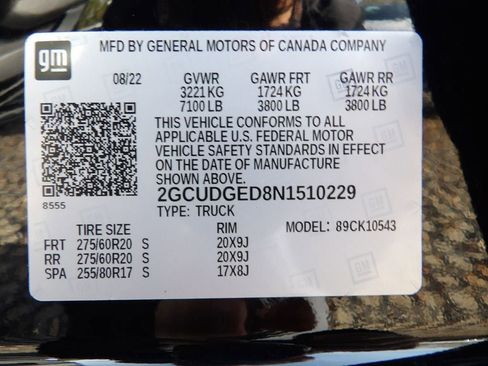 gm
MFD BY GENERAL MOTORS OF CANADA COMPANY
08/22 GVWR GAWR FRT GAWR RR
3221 KG 1724 KG 1724 KG
7100 LB 3800 LB 3800 LB
THIS VEHICLE CONFORMS TO ALL
APPLICABLE U.S. FEDERAL MOTOR
VEHICLE SAFETY STANDARDS IN EFFECT
ON THE DATE OF MANUFACTURE
SHOWN ABOVE.
8555
2GCUDGED8N1510229
TYPE: TRUCK MODEL: 89CK10543
TIRE SIZE RIM
FRT 275/60R20 S 20X9J
RR 275/60R20 S 20X9J
SPA 255/80R17 S 17X8J